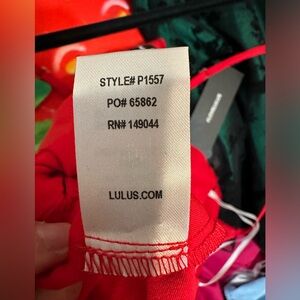 STYLE# P1557
PO# 65862
RN# 149044
LULUS.COM